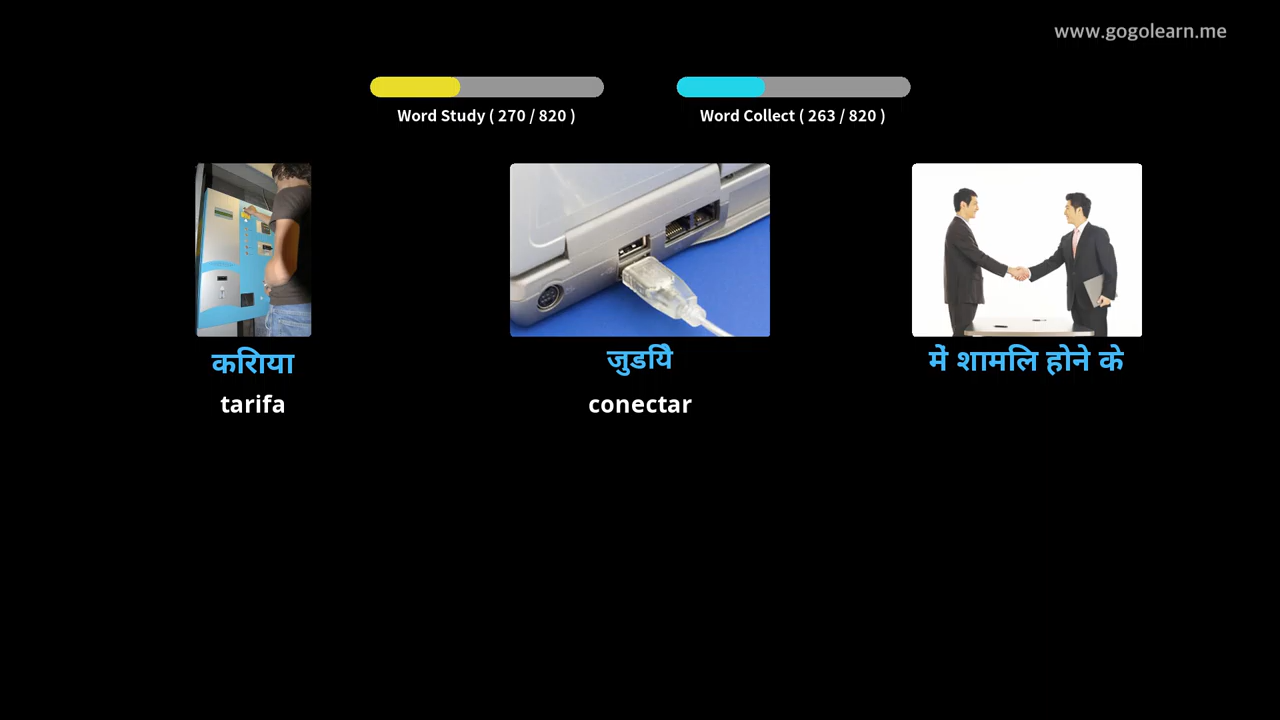 www.gogolearn.me
Word Study ( 270 / 820 )
Word Collect ( 263 / 820 )
किराया
tarifa
जुडिये
conectar
में शामिल होने के